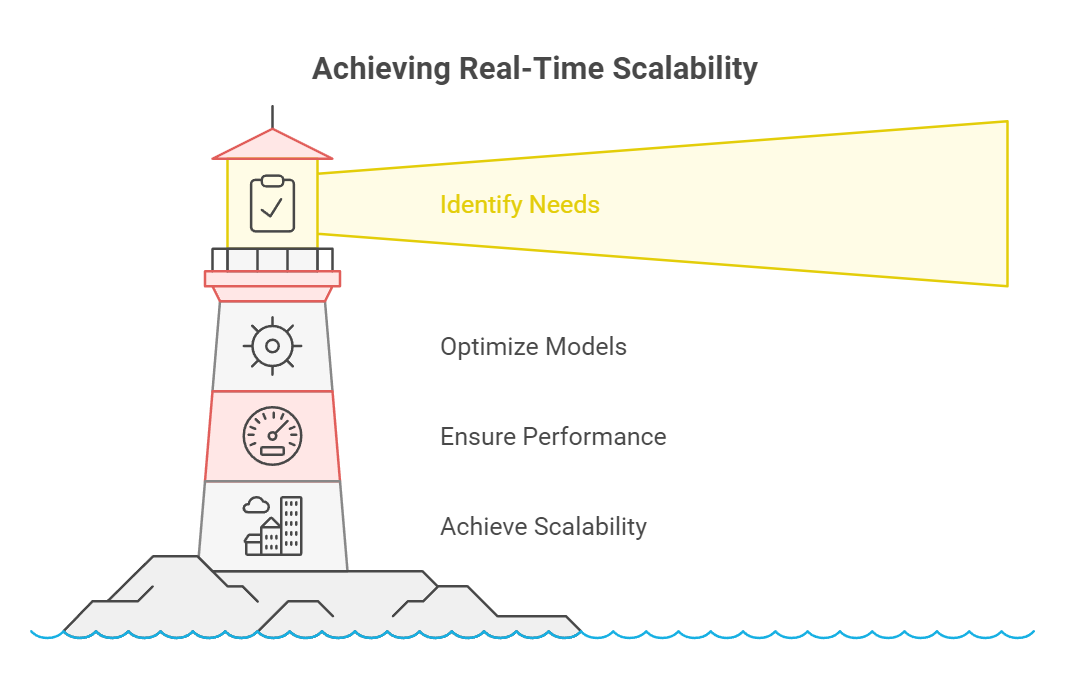 Achieving Real-Time Scalability
Identify Needs
Optimize Models
Ensure Performance
Achieve Scalability